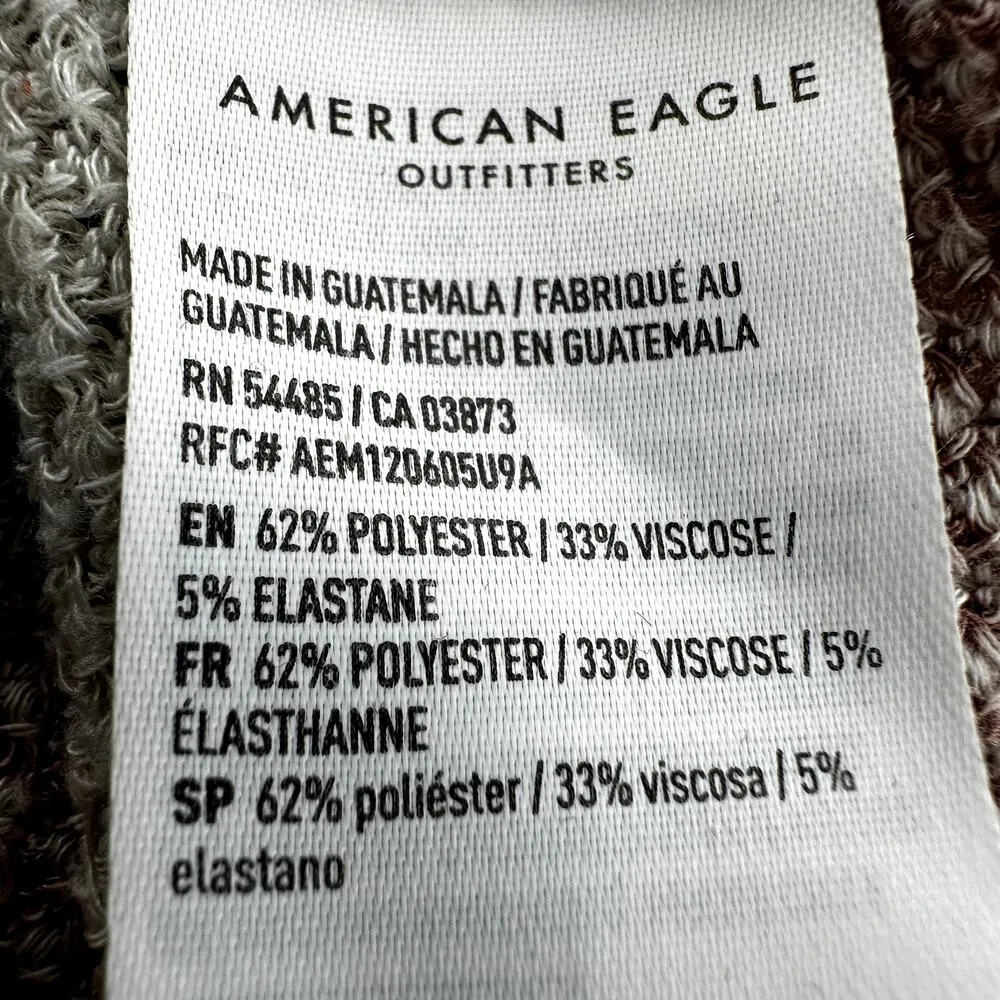 AMERICAN EAGLE
OUTFITTERS
MADE IN GUATEMALA / FABRIQUÉ AU
GUATEMALA / HECHO EN GUATEMALA
RN 54485 / CA 03873
RFC# AEM120605U9A
EN 62% POLYESTER / 33% VISCOSE /
5% ELASTANE
FR 62% POLYESTER / 33% VISCOSE / 5%
ÉLASTHANNE
SP 62% poliéster / 33% viscosa / 5%
elastano